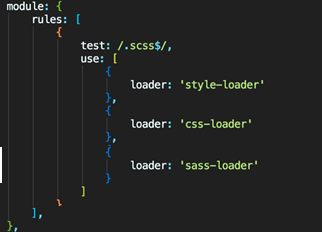 module: {
    rules: [
        {
            test: /.scss$/,
            use: [
                {
                    loader: 'style-loader'
                },
                {
                    loader: 'css-loader'
                },
                {
                    loader: 'sass-loader'
                }
            ]
        }
    ],
},